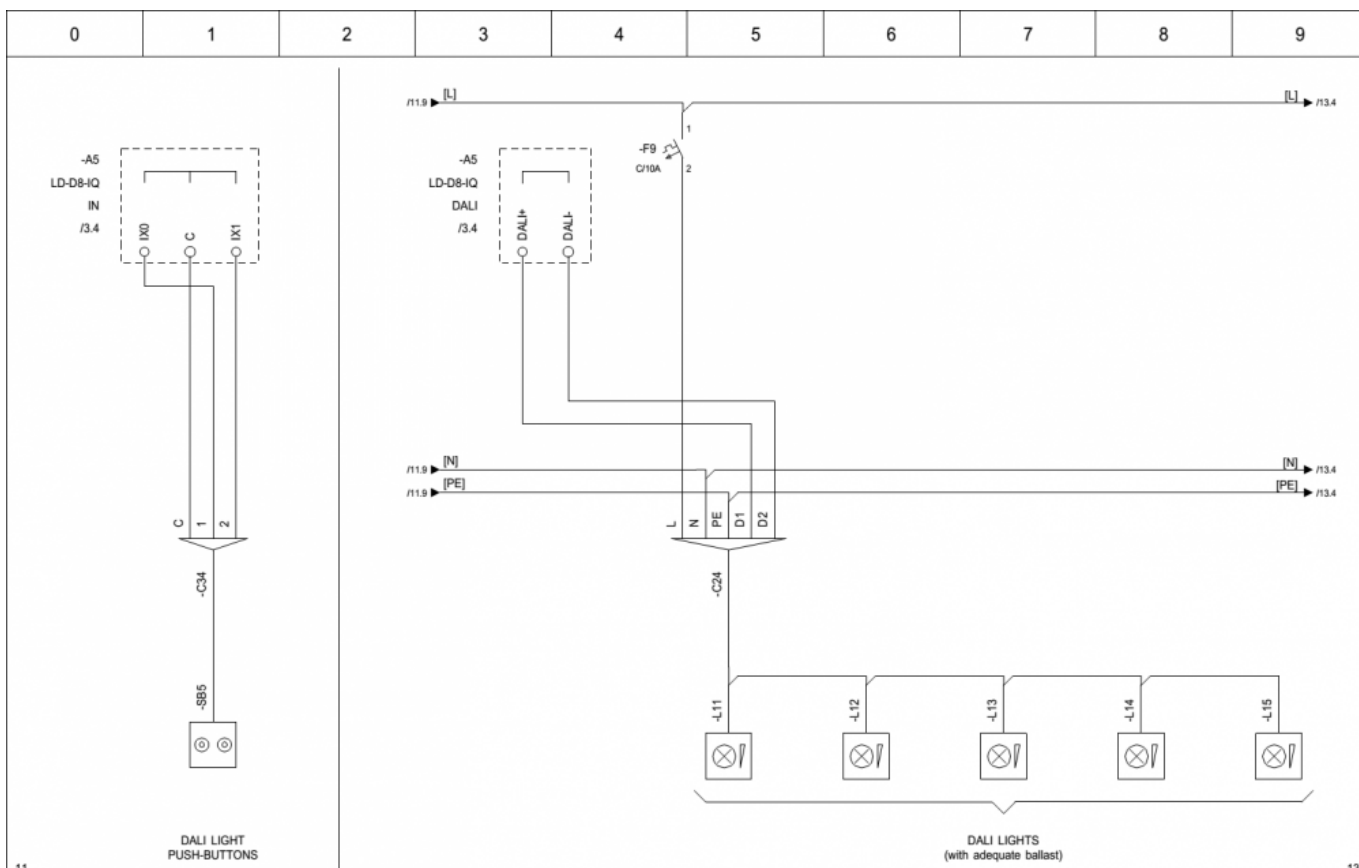 0 1 2 3 4 5 6 7 8 9
/11.9 [L] [L] /13.4
-A5
LD-D8-IQ
IN
/3.4
IX0 C IX1
-A5
LD-D8-IQ
DALI
/3.4
DALI+ DALI-
1
-F9
C/10A
2
/11.9 [N] [N] /13.4
/11.9 [PE] [PE] /13.4
C 1 2
L N PE D1 D2
-C34
-C24
-SB5
-L11 -L12 -L13 -L14 -L15
DALI LIGHT
PUSH-BUTTONS
DALI LIGHTS
(with adequate ballast)